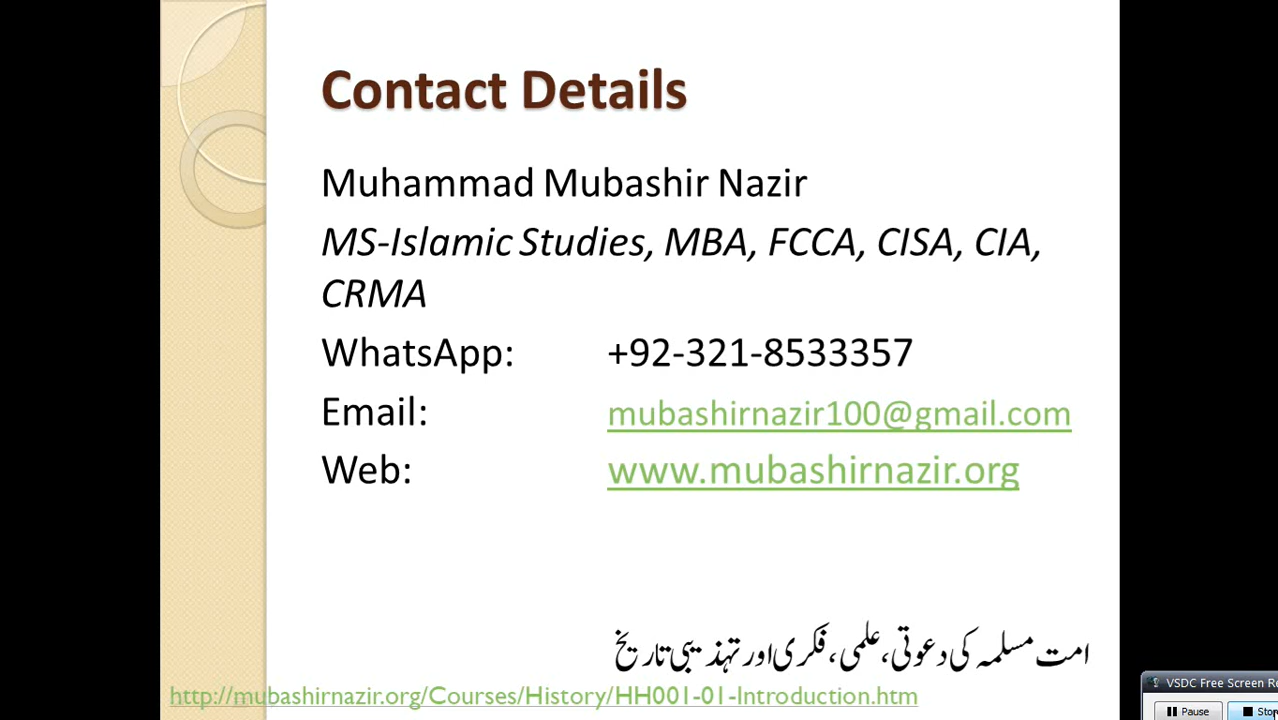 Contact Details
Muhammad Mubashir Nazir
MS-Islamic Studies, MBA, FCCA, CISA, CIA,
CRMA
WhatsApp: +92-321-8533357
Email: mubashirnazir100@gmail.com
Web: www.mubashirnazir.org
امت مسلمہ کی دعوتی، علمی، فکری اور تہذیبی تاریخ
http://mubashirnazir.org/Courses/History/HH001-01-Introduction.htm
VSDC Free Screen Re
Pause Stop